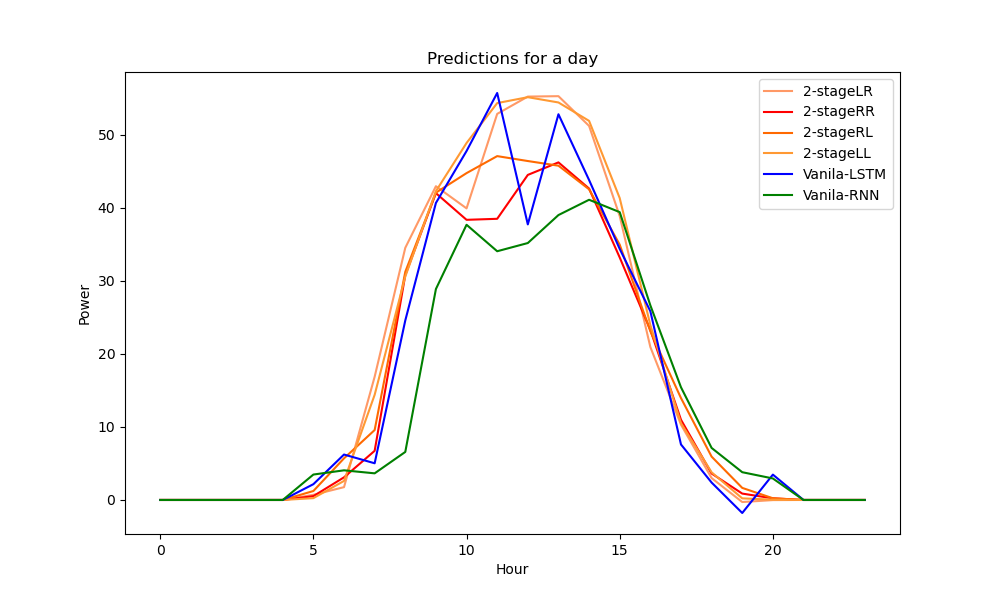 Predictions for a day
2-stageLR
2-stageRR
2-stageRL
2-stageLL
Vanila-LSTM
Vanila-RNN
Power
50
40
30
20
10
0
0 5 10 15 20
Hour